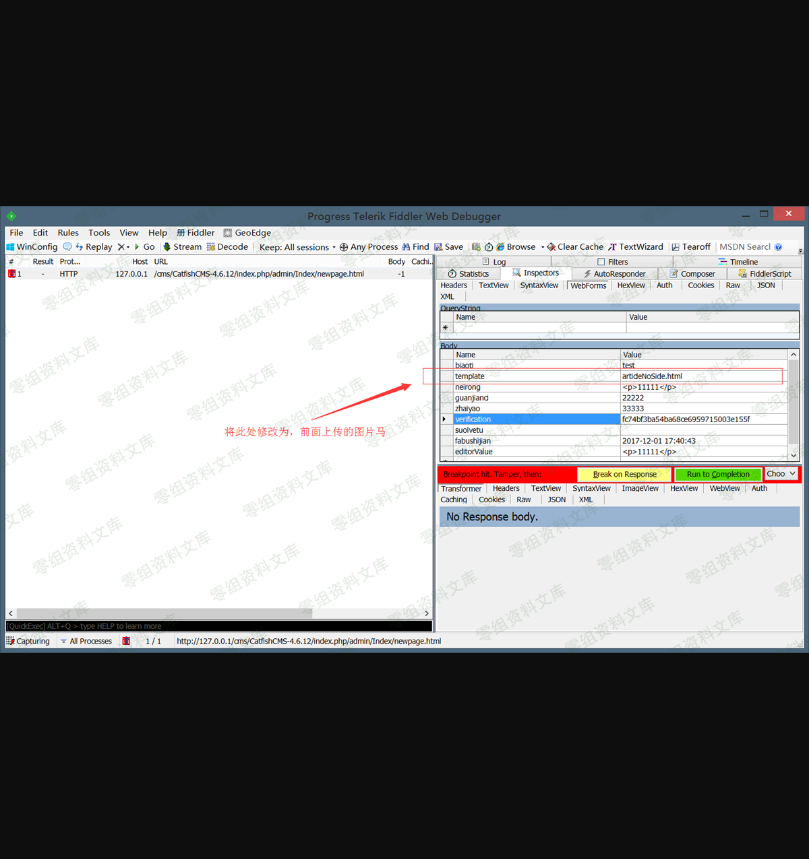 Progress Telerik Fiddler Web Debugger
File Edit Rules Tools View Help Fiddler GeoEdge
WinConfig Replay Go Stream Decode Keep: All sessions Any Process Find Save Browse Clear Cache TextWizard Tearoff MSDN Searcl
# Result Prot... Host URL Body Cachi..
1 - HTTP 127.0.0.1 /cms/CatfishCMS-4.6.12/index.php/admin/Index/newpage.html -1
Log Filters Timeline
Statistics Inspectors AutoResponder Composer FiddlerScript
Headers TextView SyntaxView WebForms HexView Auth Cookies Raw JSON
XML
QueryString
Name Value
Body
Name Value
biaoti test
template articleNoSide.html
neirong <p>11111</p>
guanjianci 22222
zhaiyao 33333
verification fc74bf3ba54ba68ce6959715003e155f
suolvetu
fabushijian 2017-12-01 17:40:43
editorValue <p>11111</p>
将此处修改为，前面上传的图片马
Breakpoint hit. Tamper, then: Break on Response Run to Completion Choo
Transformer Headers TextView SyntaxView ImageView HexView WebView Auth
Caching Cookies Raw JSON XML
No Response body.
[QuickExec] ALT+Q > type HELP to learn more
Capturing All Processes 1 / 1 http://127.0.0.1/cms/CatfishCMS-4.6.12/index.php/admin/Index/newpage.html
零组资料文库